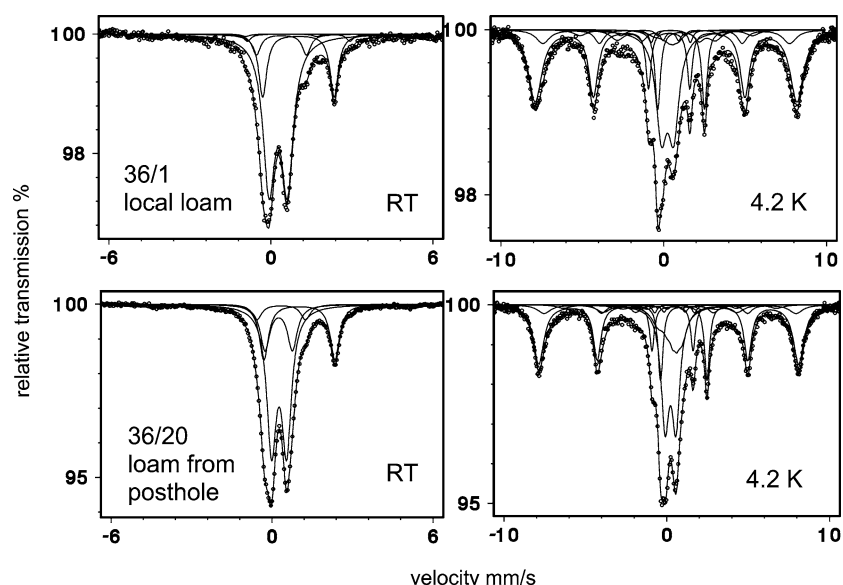 100
98
36/1
local loam
RT
-6
0
6
100
98
4.2 K
-10
0
10
relative transmission %
100
95
36/20
loam from
posthole
RT
-6
0
6
100
95
4.2 K
-10
0
10
velocity mm/s